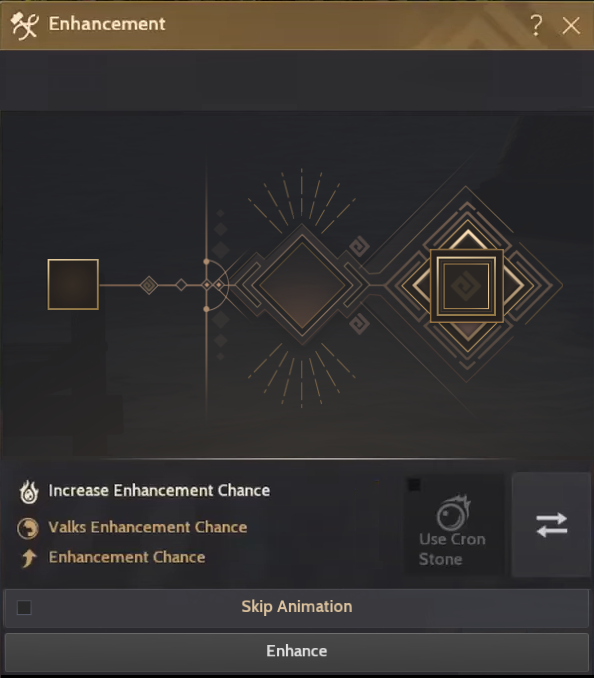 Enhancement
?
Increase Enhancement Chance
Valks Enhancement Chance
Enhancement Chance
Use Cron
Stone
Skip Animation
Enhance